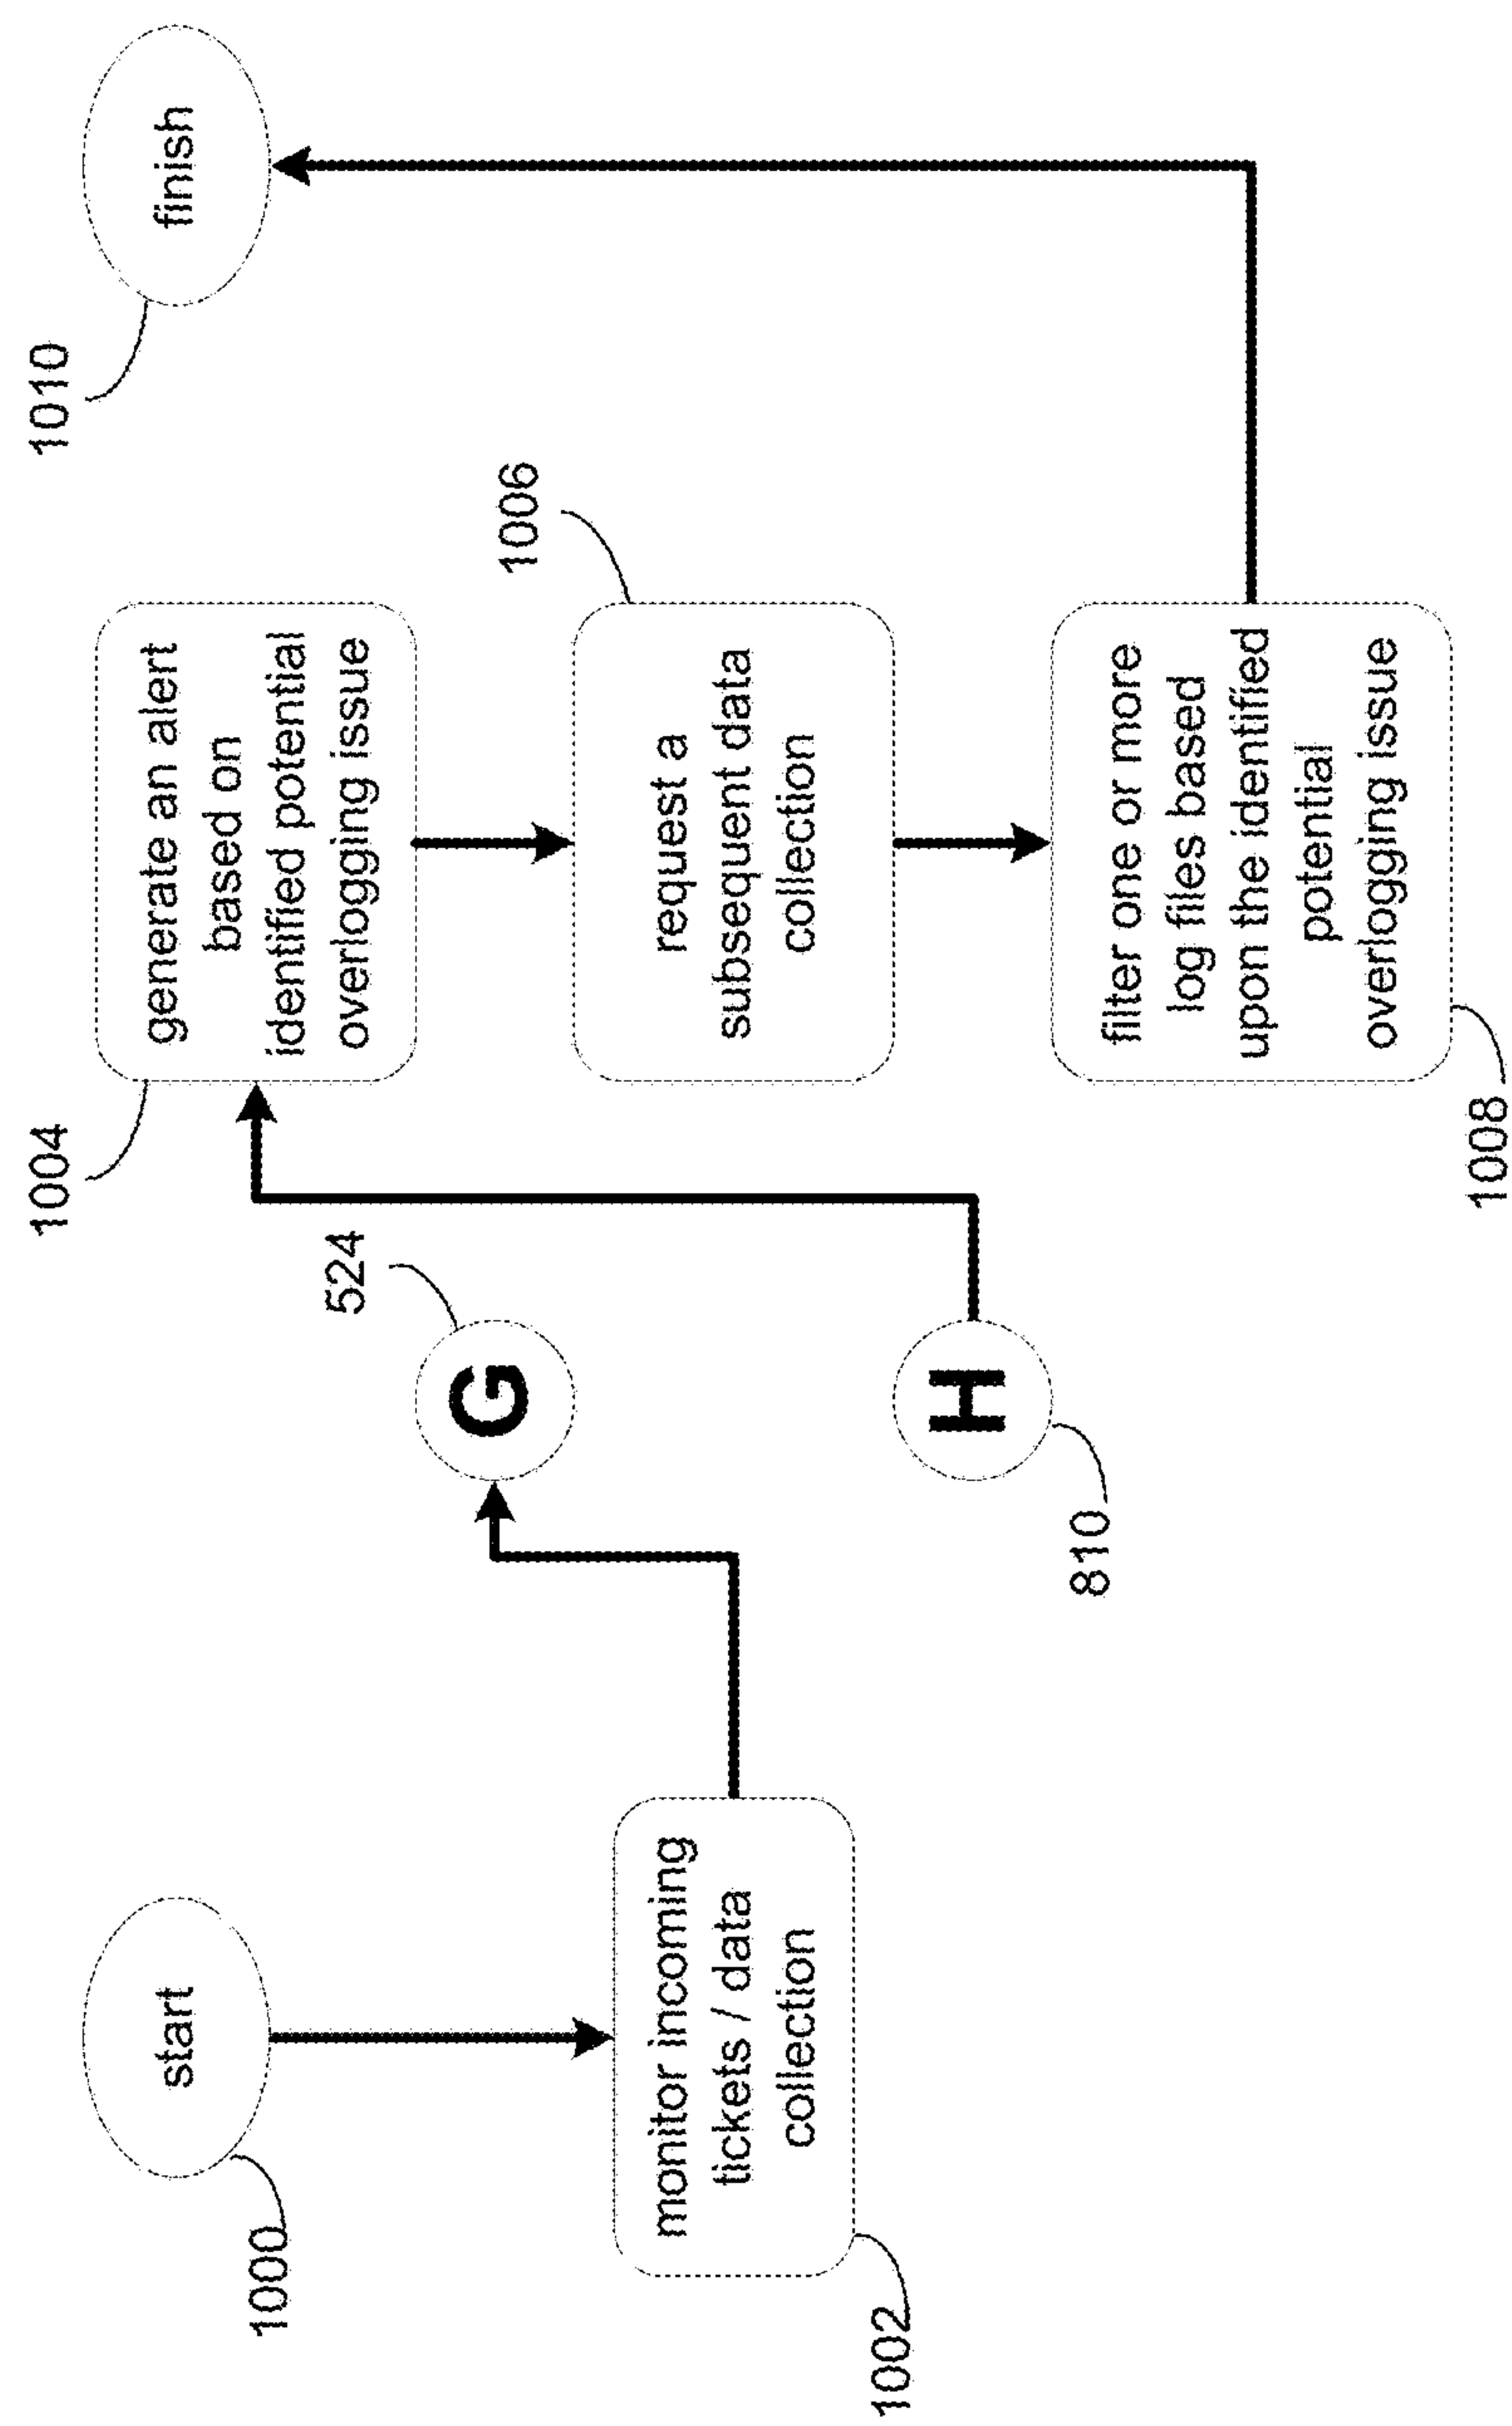 1000
start
1002
monitor incoming
tickets / data
collection
G
524
H
810
1004
generate an alert
based on
identified potential
overlogging issue
1006
request a
subsequent data
collection
1008
filter one or more
log files based
upon the identified
potential
overlogging issue
1010
finish